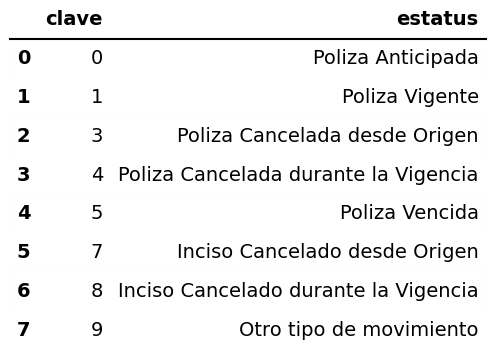 clave estatus
0 0 Poliza Anticipada
1 1 Poliza Vigente
2 3 Poliza Cancelada desde Origen
3 4 Poliza Cancelada durante la Vigencia
4 5 Poliza Vencida
5 7 Inciso Cancelado desde Origen
6 8 Inciso Cancelado durante la Vigencia
7 9 Otro tipo de movimiento